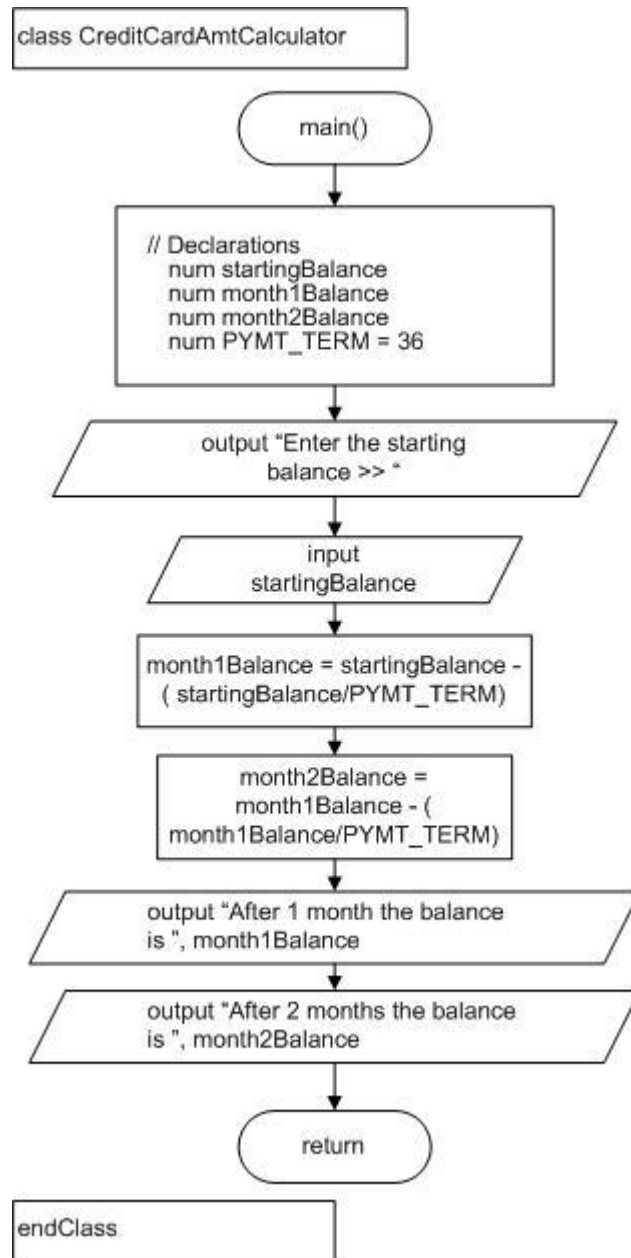 class CreditCardAmtCalculator
main()
// Declarations
num startingBalance
num month1Balance
num month2Balance
num PYMT_TERM = 36
output “Enter the starting
balance >> “
input
startingBalance
month1Balance = startingBalance -
( startingBalance/PYMT_TERM)
month2Balance =
month1Balance - (
month1Balance/PYMT_TERM)
output “After 1 month the balance
is ”, month1Balance
output “After 2 months the balance
is ”, month2Balance
return
endClass